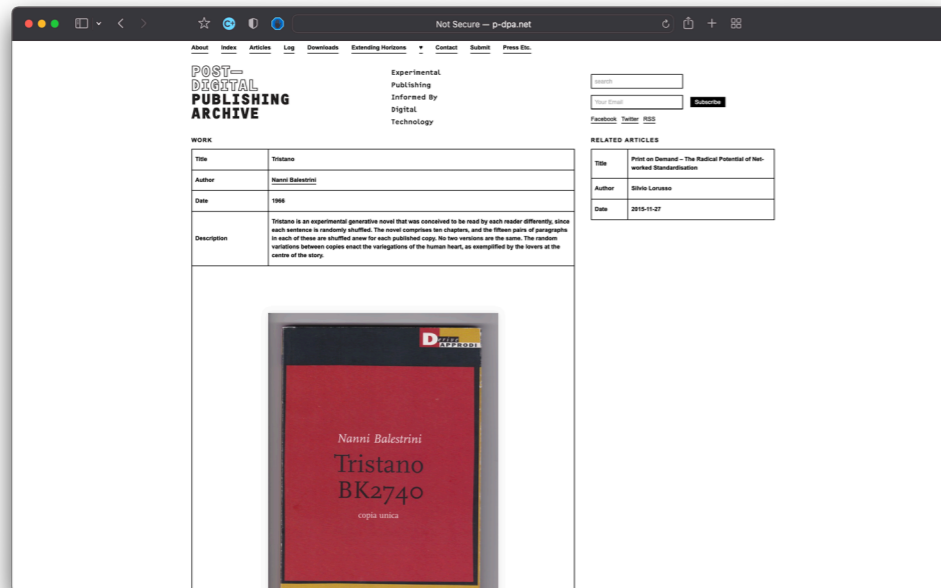 Not Secure — p-dpa.net
About Index Articles Log Downloads Extending Horizons ♥ Contact Submit Press Etc.
POST—
DIGITAL
PUBLISHING
ARCHIVE
Experimental
Publishing
Informed By
Digital
Technology
search
Your Email Subscribe
Facebook Twitter RSS
WORK
Title Tristano
Author Nanni Balestrini
Date 1966
Description
Tristano is an experimental generative novel that was conceived to be read by each reader differently, since
each sentence is randomly shuffled. The novel comprises ten chapters, and the fifteen pairs of paragraphs
in each of these are shuffled anew for each published copy. No two versions are the same. The random
variations between copies enact the variegations of the human heart, as exemplified by the lovers at the
centre of the story.
RELATED ARTICLES
Title
Print on Demand – The Radical Potential of Net-
worked Standardisation
Author Silvio Lorusso
Date 2015-11-27
D
APPRODI
Nanni Balestrini
Tristano
BK2740
copia unica